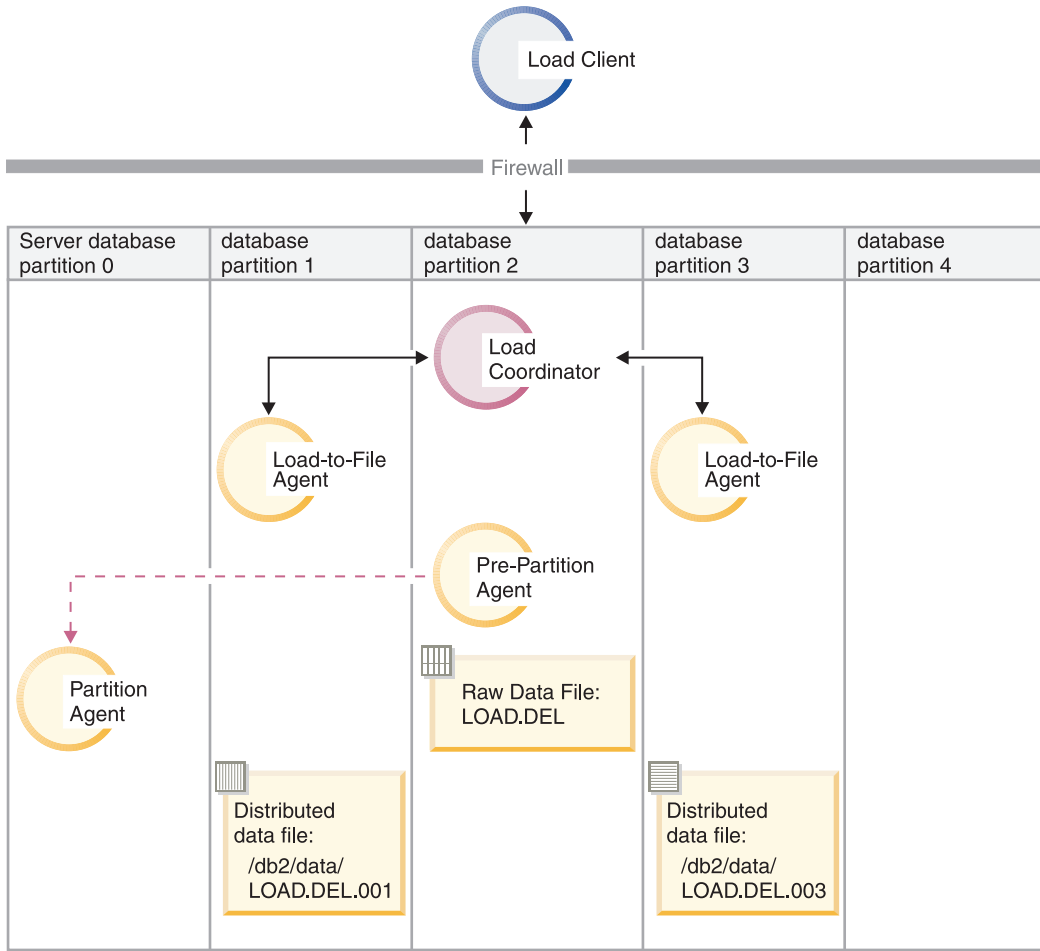 Load Client
Firewall
Server database
partition 0
database
partition 1
database
partition 2
database
partition 3
database
partition 4
Load
Coordinator
Load-to-File
Agent
Load-to-File
Agent
Pre-Partition
Agent
Partition
Agent
Raw Data File:
LOAD.DEL
Distributed
data file:
/db2/data/
LOAD.DEL.001
Distributed
data file:
/db2/data/
LOAD.DEL.003